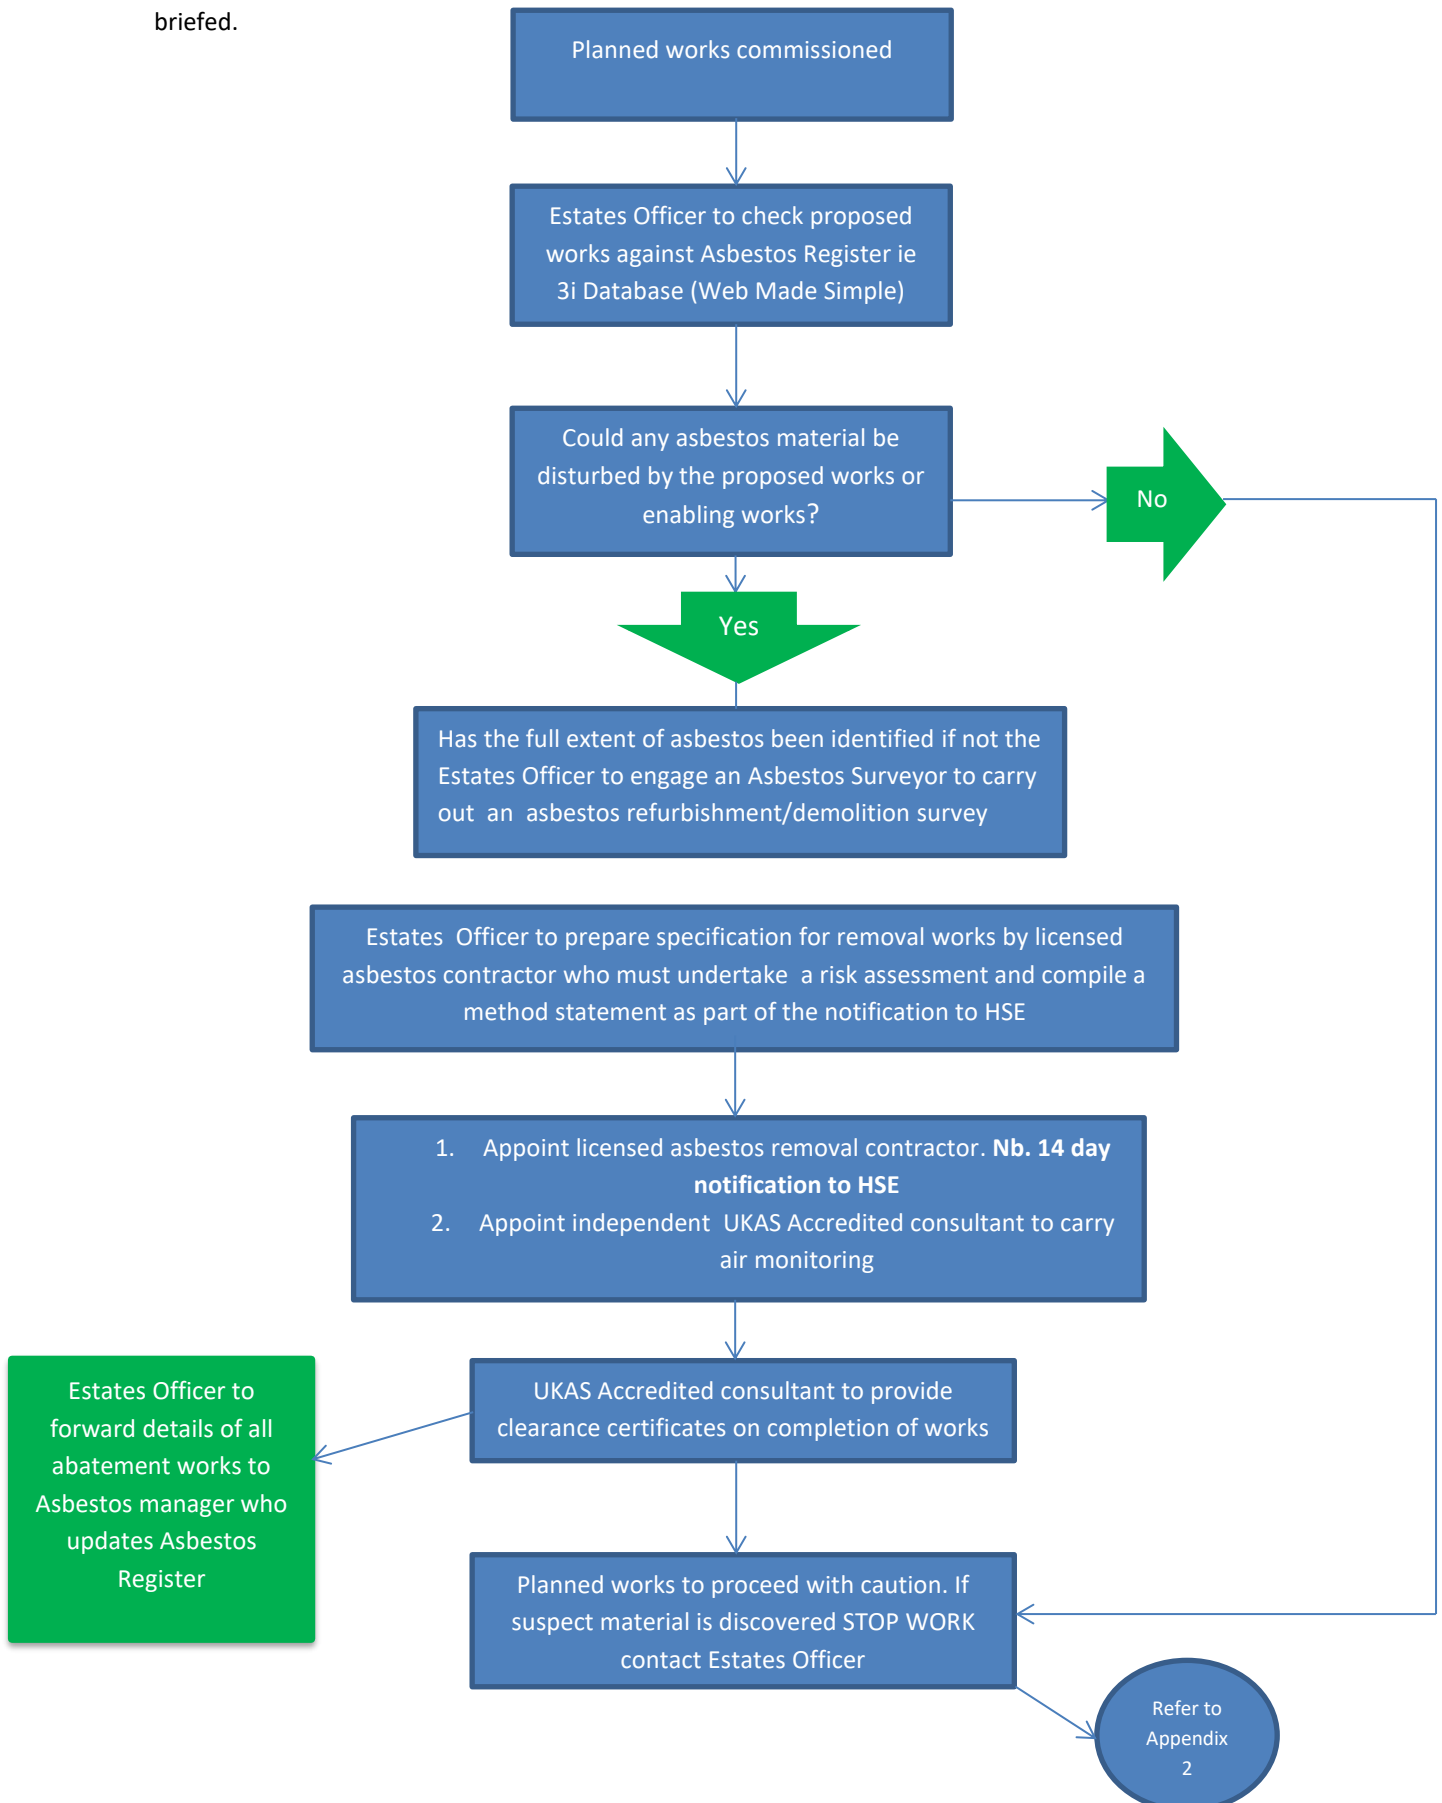 briefed.
Planned works commissioned
Estates Officer to check proposed
works against Asbestos Register ie
3i Database (Web Made Simple)
Could any asbestos material be
disturbed by the proposed works or
enabling works?
No
Yes
Has the full extent of asbestos been identified if not the
Estates Officer to engage an Asbestos Surveyor to carry
out an asbestos refurbishment/demolition survey
Estates Officer to prepare specification for removal works by licensed
asbestos contractor who must undertake a risk assessment and compile a
method statement as part of the notification to HSE
1. Appoint licensed asbestos removal contractor. Nb. 14 day
notification to HSE
2. Appoint independent UKAS Accredited consultant to carry
air monitoring
UKAS Accredited consultant to provide
clearance certificates on completion of works
Estates Officer to
forward details of all
abatement works to
Asbestos manager who
updates Asbestos
Register
Planned works to proceed with caution. If
suspect material is discovered STOP WORK
contact Estates Officer
Refer to
Appendix
2